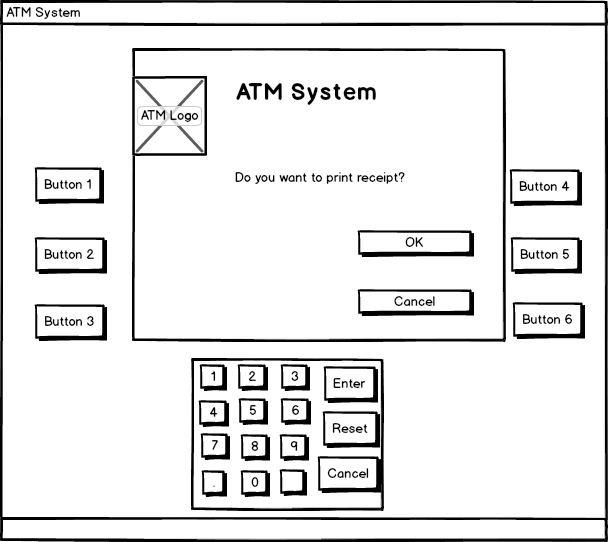 ATM System
ATM System
ATM Logo
Do you want to print receipt?
OK
Cancel
Button 1
Button 2
Button 3
Button 4
Button 5
Button 6
1 2 3 Enter
4 5 6 Reset
7 8 9 Cancel
. 0